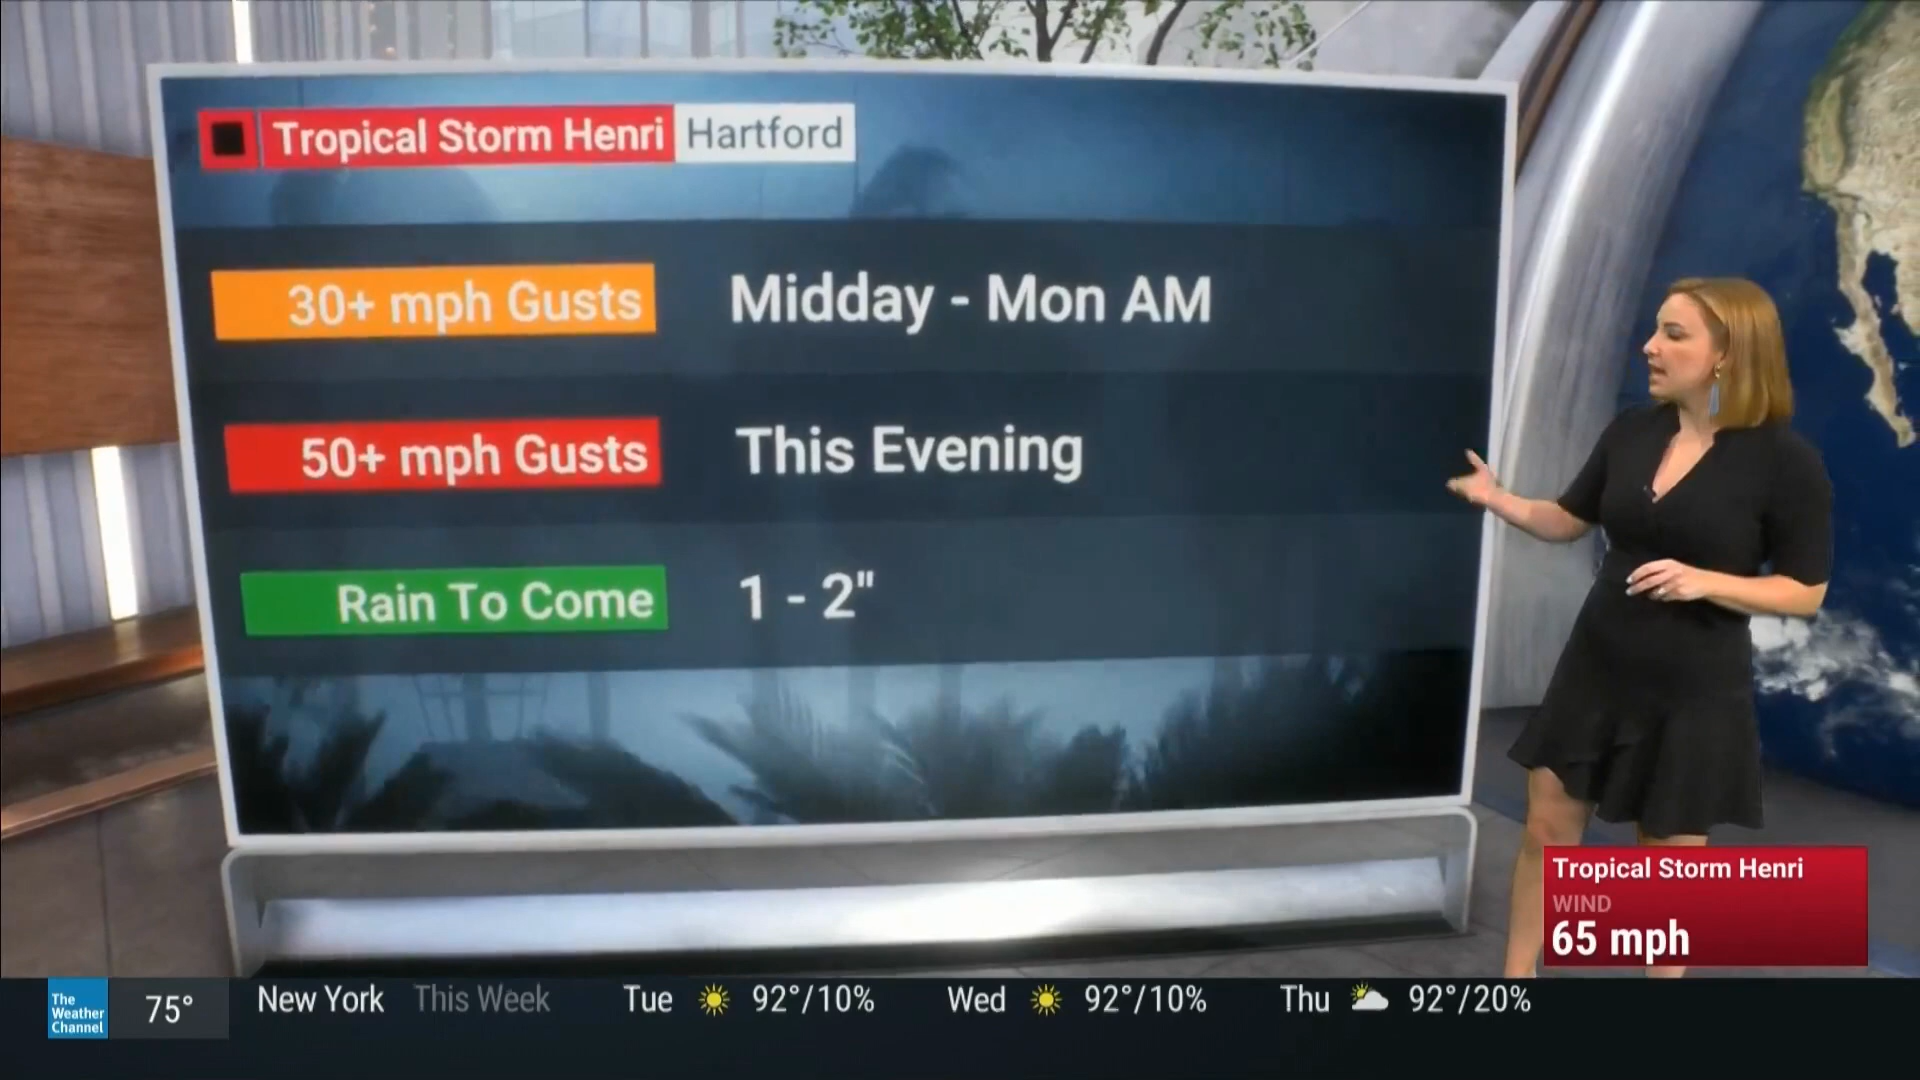 Tropical Storm Henri Hartford
30+ mph Gusts Midday - Mon AM
50+ mph Gusts This Evening
Rain To Come 1 - 2"
Tropical Storm Henri
WIND
65 mph
The
Weather
Channel
75° New York This Week Tue 92°/10% Wed 92°/10% Thu 92°/20%